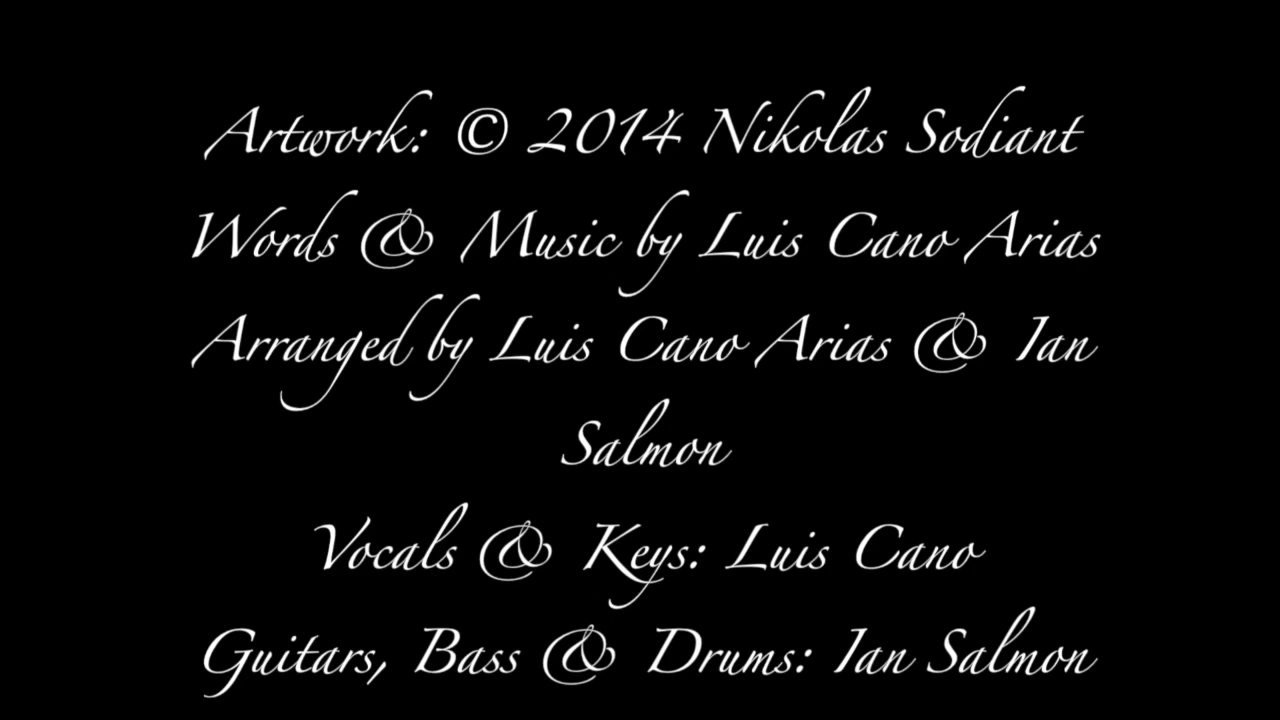 Artwork: © 2014 Nikolas Sodiant
Words & Music by Luis Cano Arias
Arranged by Luis Cano Arias & Ian
Salmon
Vocals & Keys: Luis Cano
Guitars, Bass & Drums: Ian Salmon